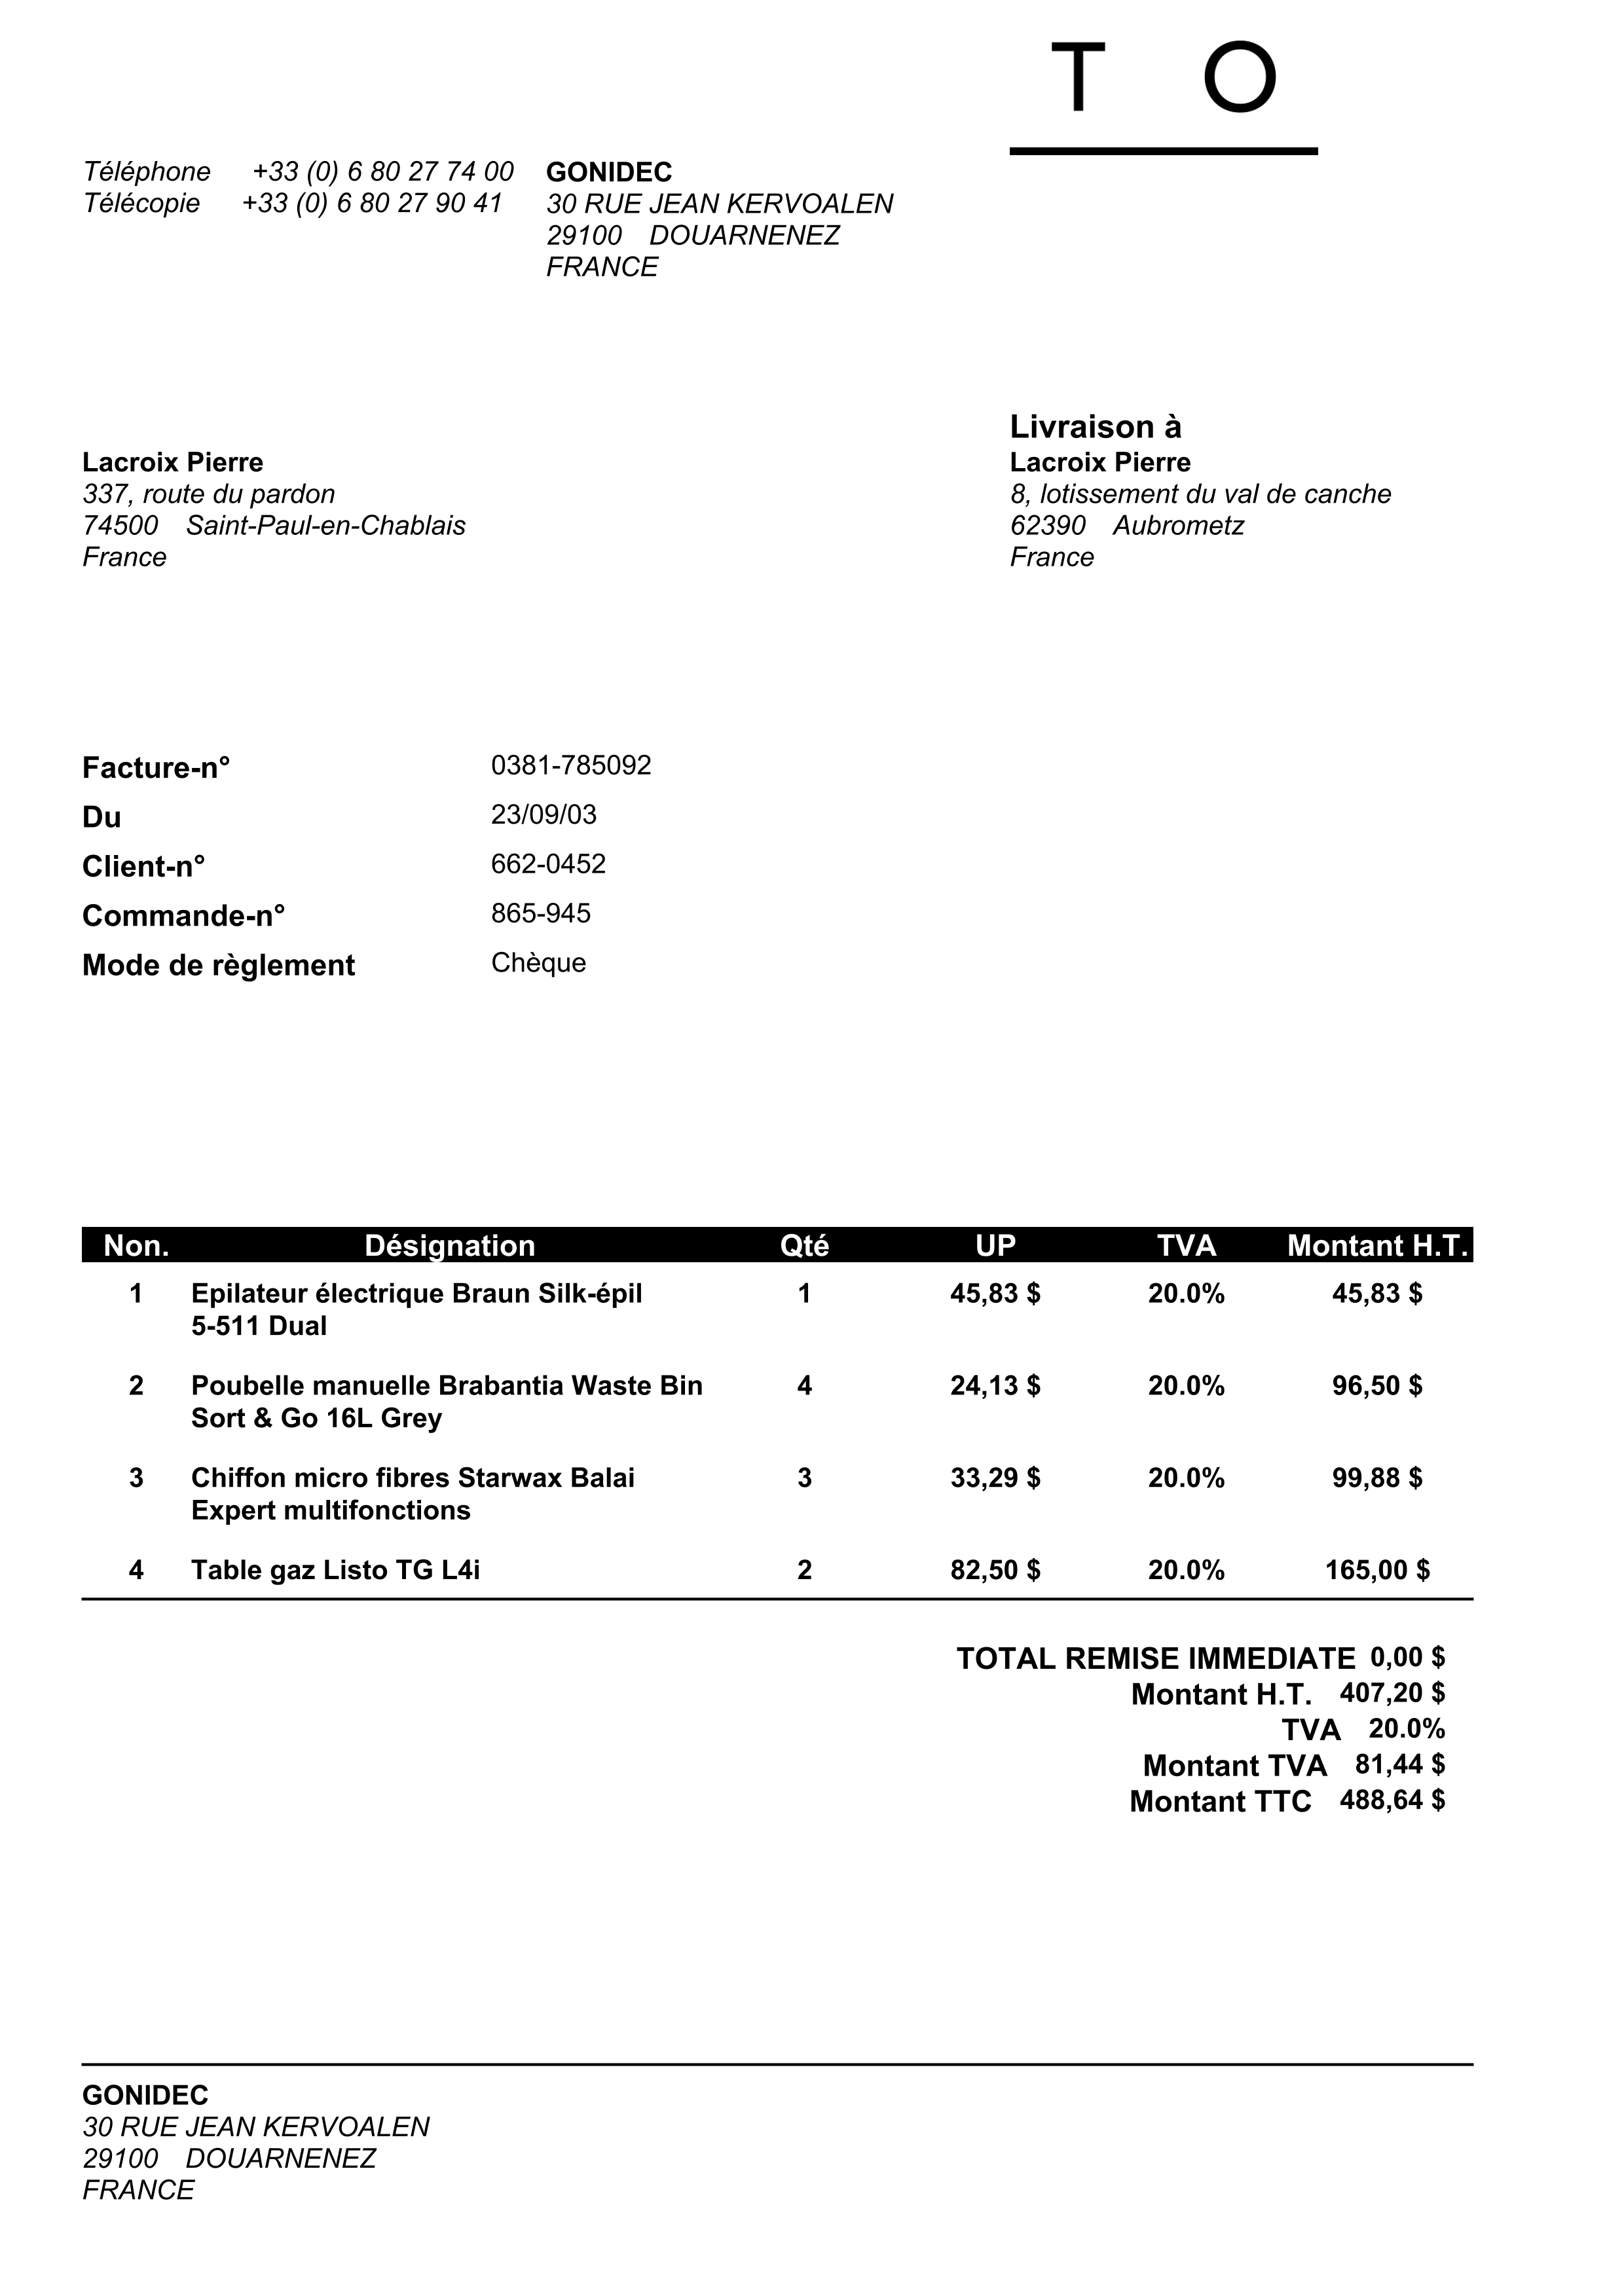 T O
Téléphone +33 (0) 6 80 27 74 00
Télécopie +33 (0) 6 80 27 90 41
GONIDEC
30 RUE JEAN KERVOALEN
29100 DOUARNENEZ
FRANCE
Lacroix Pierre
337, route du pardon
74500 Saint-Paul-en-Chablais
France
Livraison à
Lacroix Pierre
8, lotissement du val de canche
62390 Aubrometz
France
Facture-n° 0381-785092
Du 23/09/03
Client-n° 662-0452
Commande-n° 865-945
Mode de règlement Chèque
Non. Désignation Qté UP TVA Montant H.T.
1 Epilateur électrique Braun Silk-épil 1 45,83 $ 20.0% 45,83 $
5-511 Dual
2 Poubelle manuelle Brabantia Waste Bin 4 24,13 $ 20.0% 96,50 $
Sort & Go 16L Grey
3 Chiffon micro fibres Starwax Balai 3 33,29 $ 20.0% 99,88 $
Expert multifonctions
4 Table gaz Listo TG L4i 2 82,50 $ 20.0% 165,00 $
TOTAL REMISE IMMEDIATE 0,00 $
Montant H.T. 407,20 $
TVA 20.0%
Montant TVA 81,44 $
Montant TTC 488,64 $
GONIDEC
30 RUE JEAN KERVOALEN
29100 DOUARNENEZ
FRANCE